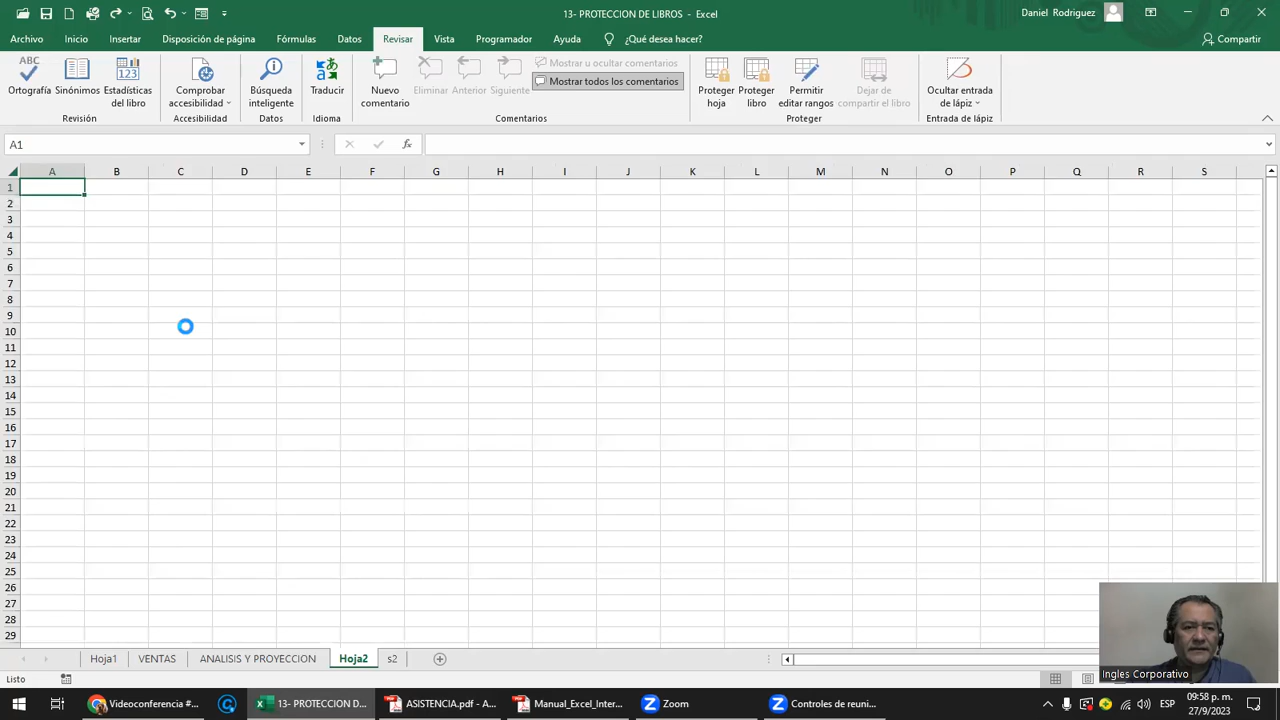 13- PROTECCION DE LIBROS - Excel
Daniel Rodriguez
Archivo Inicio Insertar Disposición de página Fórmulas Datos Revisar Vista Programador Ayuda ¿Qué desea hacer? Compartir
ABC
Ortografía
Sinónimos
123
Estadísticas
del libro
Revisión
Comprobar
accesibilidad
Accesibilidad
Búsqueda
inteligente
Datos
Traducir
Idioma
Nuevo
comentario
Eliminar
Anterior
Siguiente
Mostrar u ocultar comentarios
Mostrar todos los comentarios
Comentarios
Proteger
hoja
Proteger
libro
Permitir
editar rangos
Dejar de
compartir el libro
Proteger
Ocultar entrada
de lápiz
Entrada de lápiz
A1
fx
A B C D E F G H I J K L M N O P Q R S
1
2
3
4
5
6
7
8
9
10
11
12
13
14
15
16
17
18
19
20
21
22
23
24
25
26
27
28
29
Ingles Corporativo
Hoja1 VENTAS ANALISIS Y PROYECCION Hoja2 s2
Listo
Videoconferencia #...
13- PROTECCION D...
ASISTENCIA.pdf - A...
Manual_Excel_Inter...
Zoom
Controles de reuni...
ESP
09:58 p. m.
27/9/2023